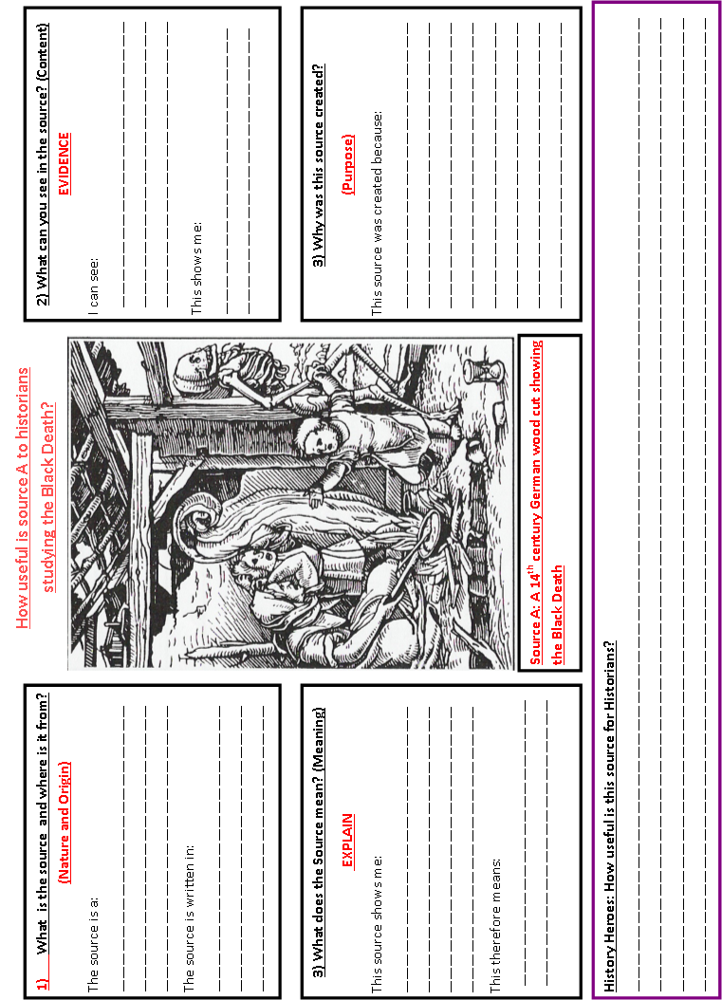 How useful is source A to historians
studying the Black Death?
1) What is the source and where is it from?
(Nature and Origin)
The source is a:
The source is written in:
2) What can you see in the source? (Content)
EVIDENCE
I can see:
This shows me:
3) What does the Source mean? (Meaning)
EXPLAIN
This source shows me:
This therefore means:
Source A: A 14th century German wood cut showing
the Black Death
3) Why was this source created?
(Purpose)
This source was created because:
History Heroes: How useful is this source for Historians?